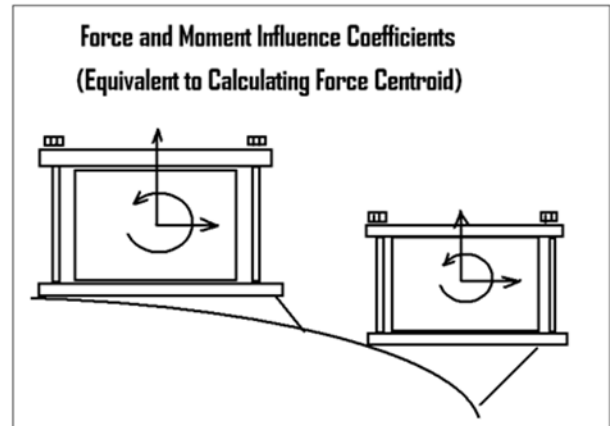 Force and Moment Influence Coefficients
(Equivalent to Calculating Force Centroid)